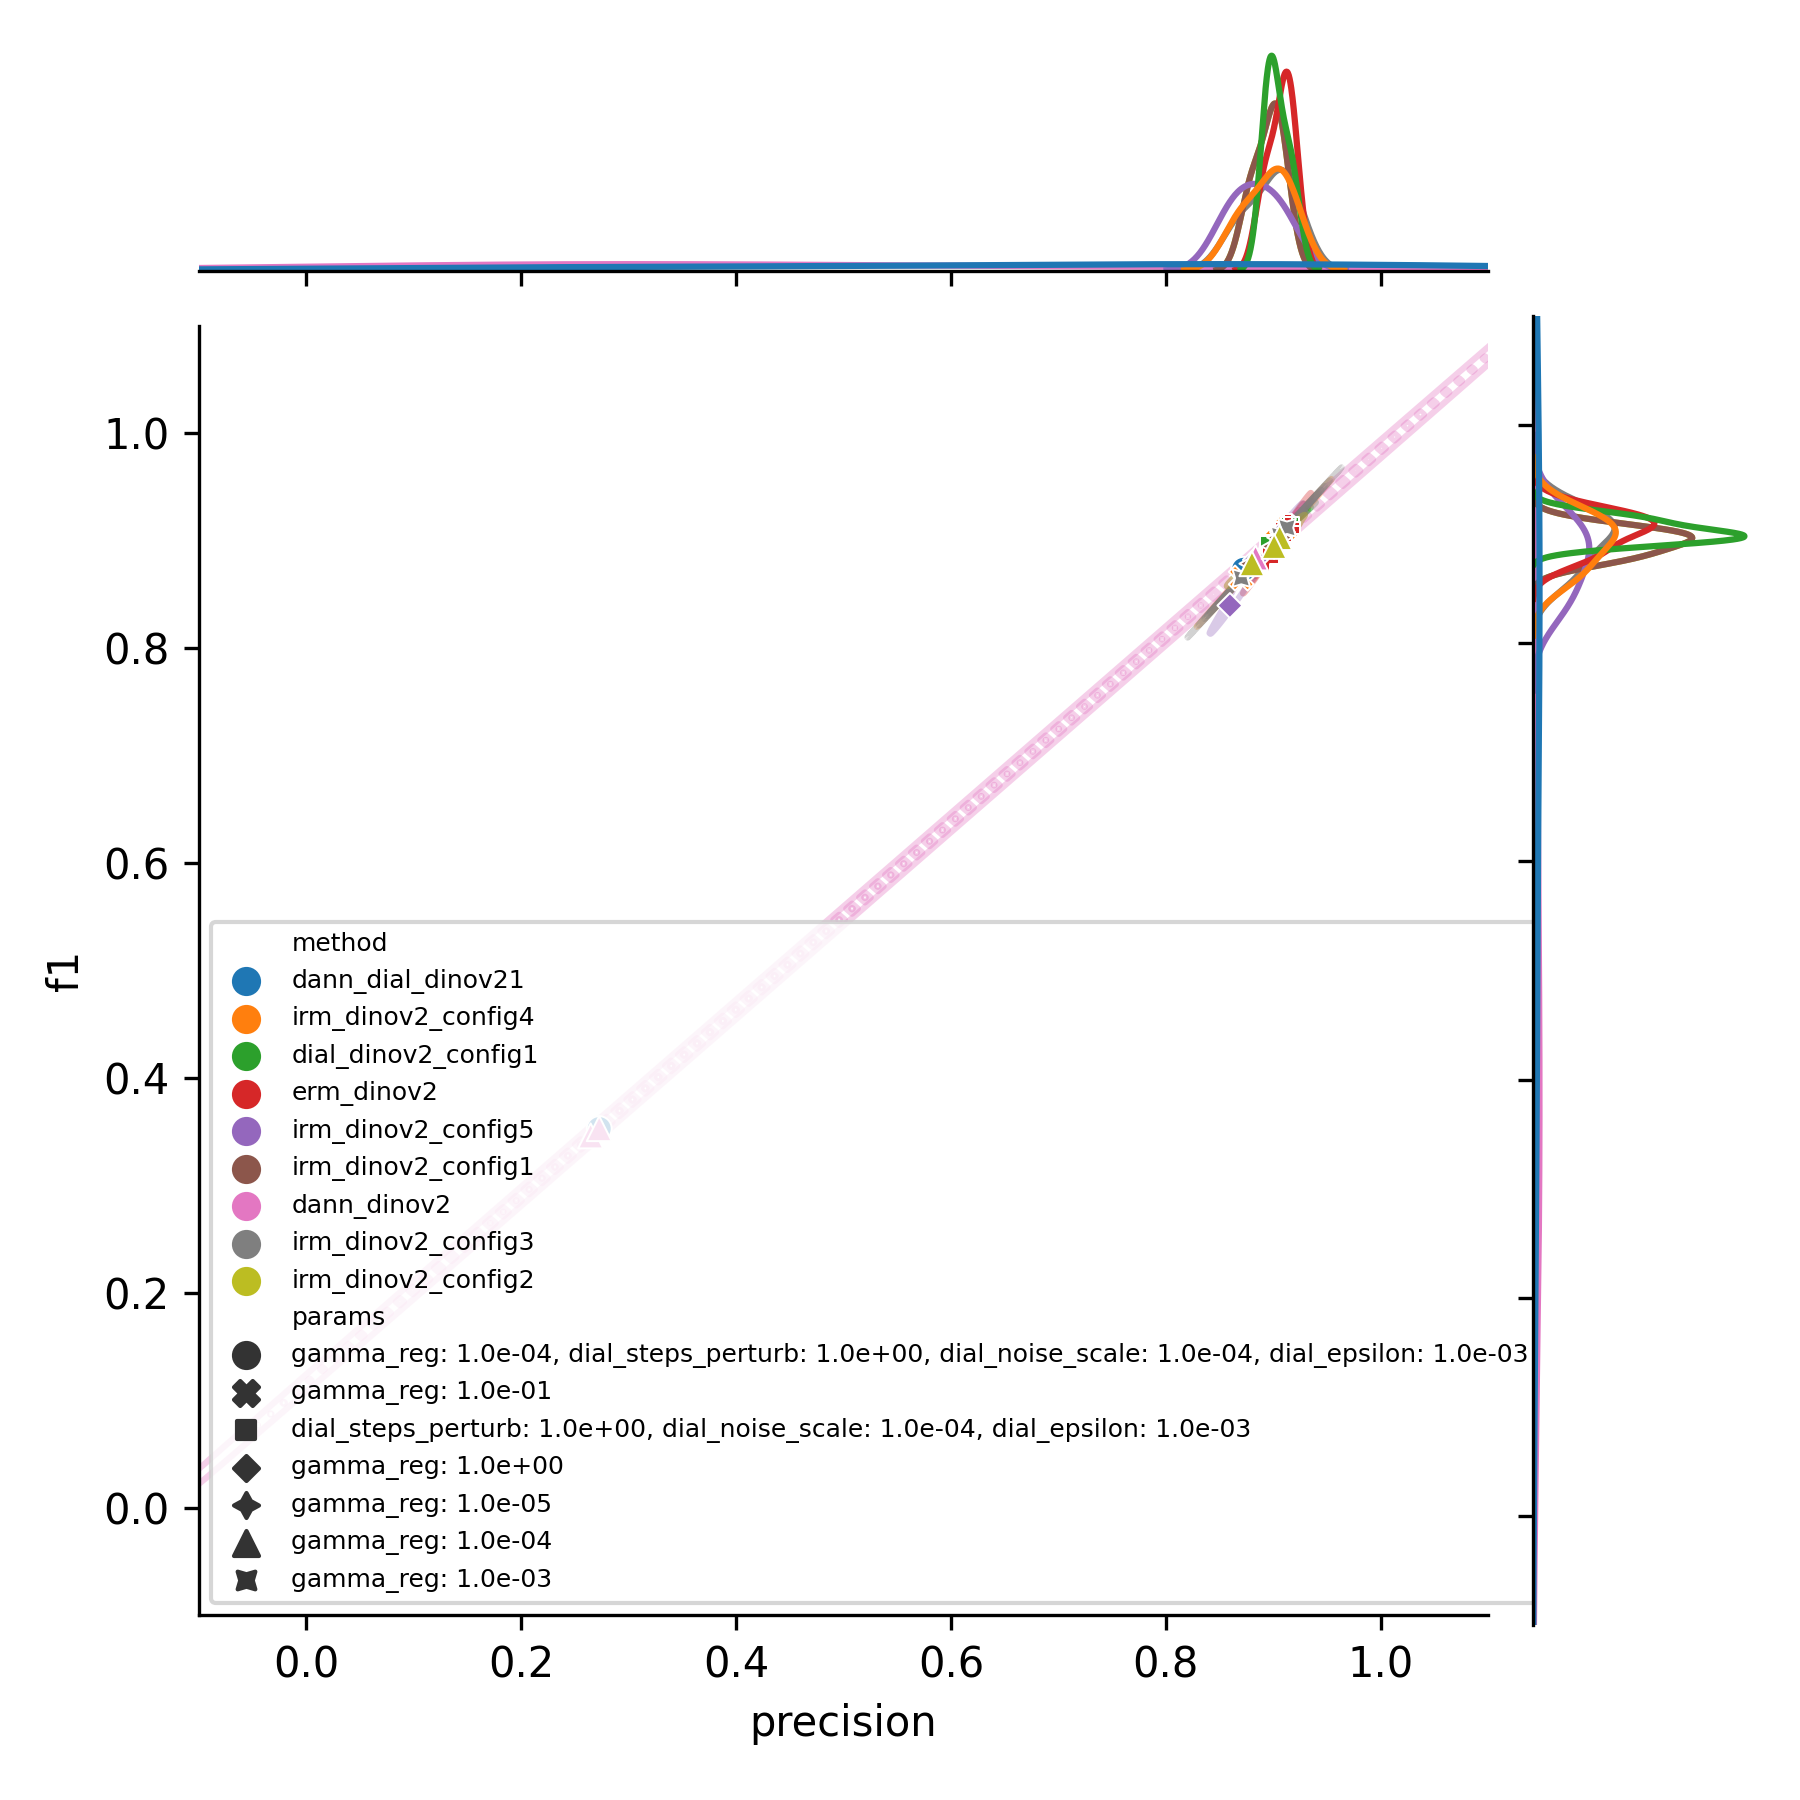 1.0
0.8
0.6
0.4
0.2
0.0
f1
method
dann_dial_dinov21
irm_dinov2_config4
dial_dinov2_config1
erm_dinov2
irm_dinov2_config5
irm_dinov2_config1
dann_dinov2
irm_dinov2_config3
irm_dinov2_config2
params
gamma_reg: 1.0e-04, dial_steps_perturb: 1.0e+00, dial_noise_scale: 1.0e-04, dial_epsilon: 1.0e-03
gamma_reg: 1.0e-01
dial_steps_perturb: 1.0e+00, dial_noise_scale: 1.0e-04, dial_epsilon: 1.0e-03
gamma_reg: 1.0e+00
gamma_reg: 1.0e-05
gamma_reg: 1.0e-04
gamma_reg: 1.0e-03
0.0 0.2 0.4 0.6 0.8 1.0
precision